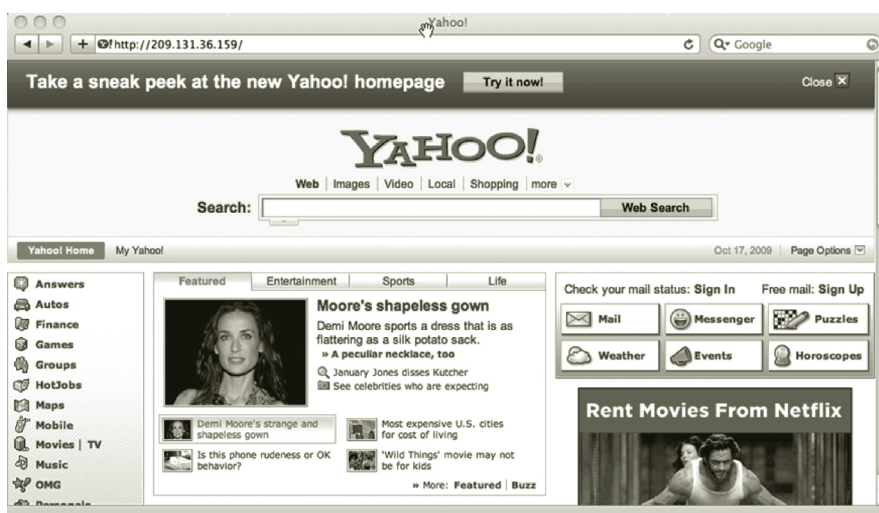 Yahoo!
http://209.131.36.159/
Google
Take a sneak peek at the new Yahoo! homepage
Try it now!
Close
YAHOO!
Web | Images | Video | Local | Shopping | more
Search:
Web Search
Yahoo! Home
My Yahoo!
Oct 17, 2009 | Page Options
Answers
Autos
Finance
Games
Groups
HotJobs
Maps
Mobile
Movies | TV
Music
OMG
Personals
Featured
Entertainment
Sports
Life
Moore's shapeless gown
Demi Moore sports a dress that is as
flattering as a silk potato sack.
» A peculiar necklace, too
January Jones disses Kutcher
See celebrities who are expecting
Demi Moore's strange and
shapeless gown
Most expensive U.S. cities
for cost of living
Is this phone rudeness or OK
behavior?
'Wild Things' movie may not
be for kids
» More: Featured | Buzz
Check your mail status: Sign In
Free mail: Sign Up
Mail
Messenger
Puzzles
Weather
Events
Horoscopes
Rent Movies From Netflix